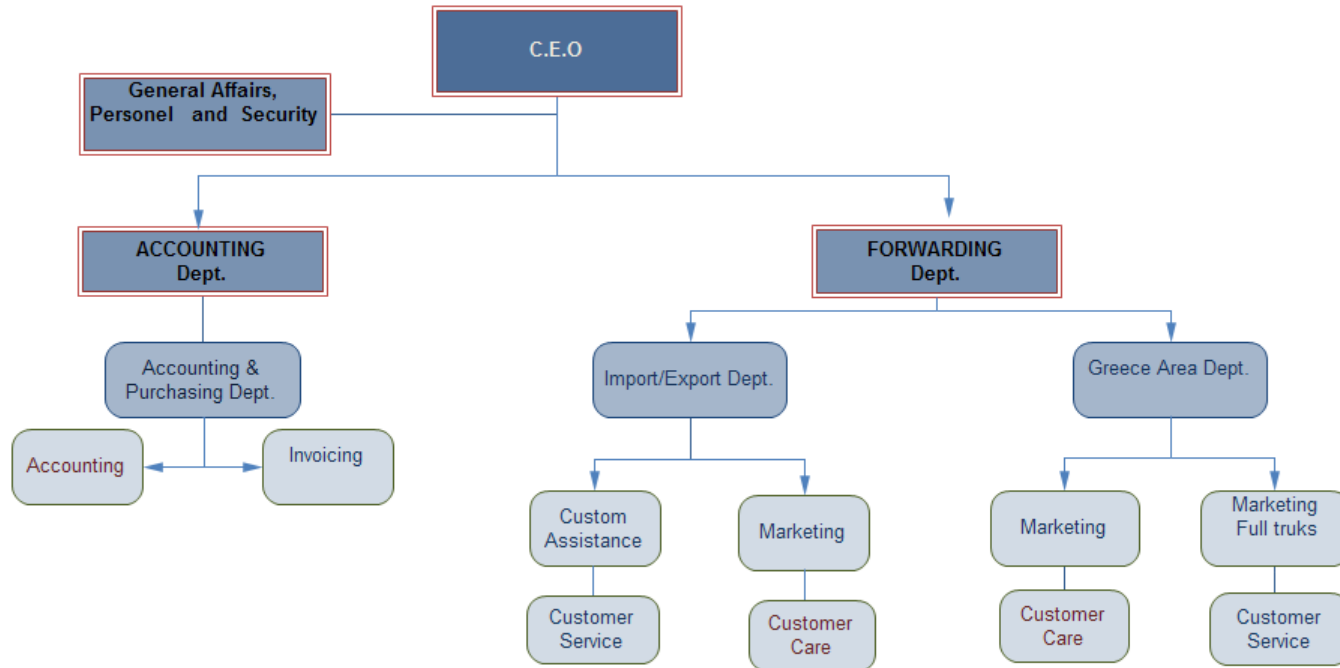 C.E.O
General Affairs,
Personel and Security
ACCOUNTING
Dept.
FORWARDING
Dept.
Accounting &
Purchasing Dept.
Import/Export Dept.
Greece Area Dept.
Accounting
Invoicing
Custom
Assistance
Marketing
Marketing
Marketing
Full truks
Customer
Service
Customer
Care
Customer
Care
Customer
Service